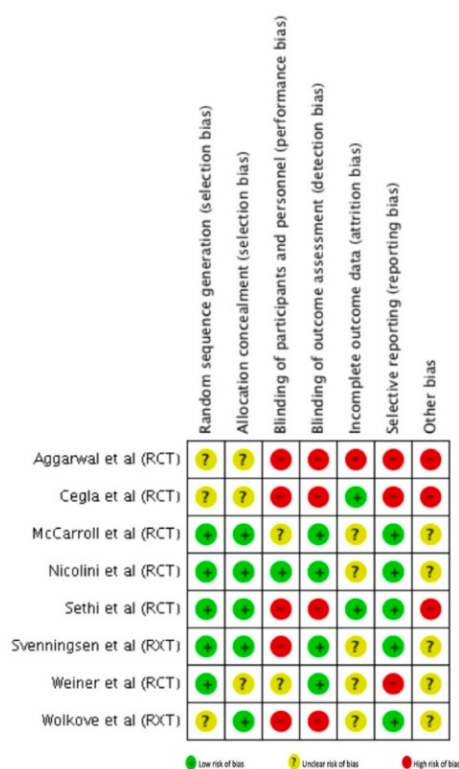 Random sequence generation (selection bias)
Allocation concealment (selection bias)
Blinding of participants and personnel (performance bias)
Blinding of outcome assessment (detection bias)
Incomplete outcome data (attrition bias)
Selective reporting (reporting bias)
Other bias
Aggarwal et al (RCT) ? ? - - - - -
Cegla et al (RCT) ? ? - - + - -
McCarroll et al (RCT) + + ? + ? + ?
Nicolini et al (RCT) + + + + ? + ?
Sethi et al (RCT) + + - - + + -
Svenningsen et al (RXT) + + - + ? + ?
Weiner et al (RCT) + ? ? + ? - ?
Wolkove et al (RXT) ? + - - ? + ?
+ Low risk of bias ? Unclear risk of bias - High risk of bias